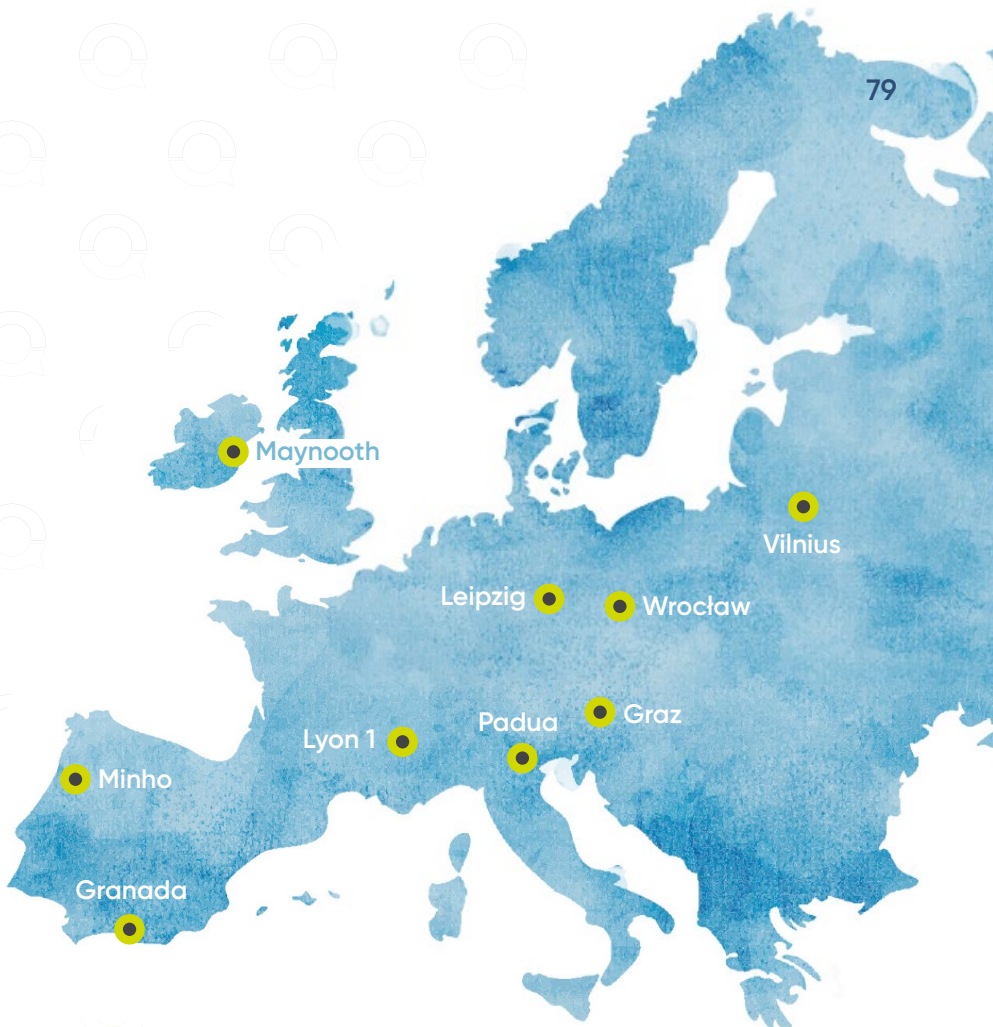 79
Maynooth
Vilnius
Leipzig
Wrocław
Padua
Graz
Lyon 1
Minho
Granada